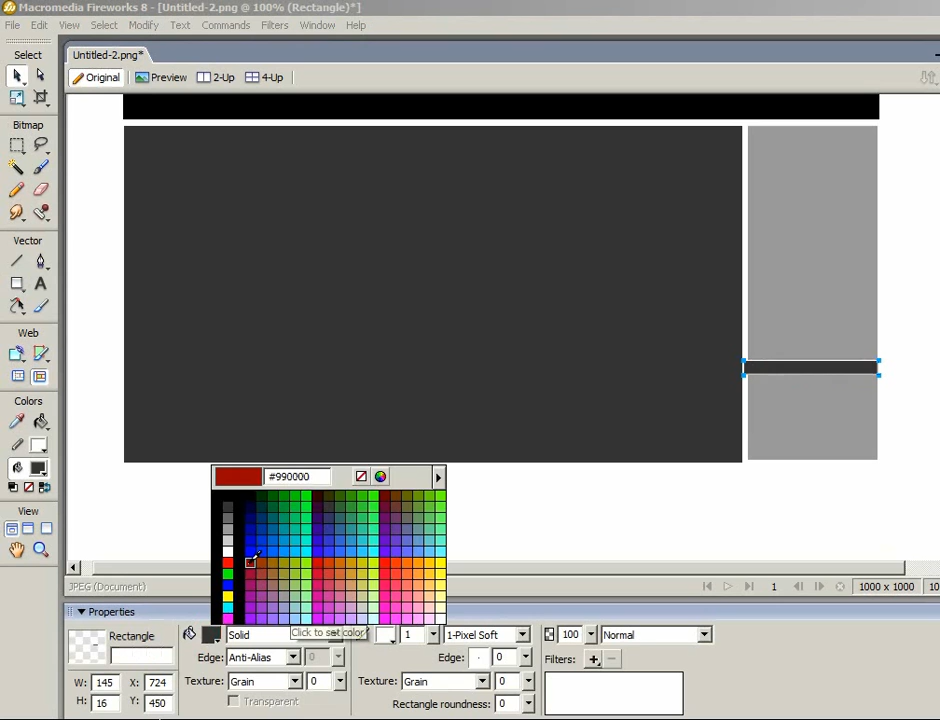 Macromedia Fireworks 8 - [Untitled-2.png @ 100% (Rectangle)*]
File Edit View Select Modify Text Commands Filters Window Help
Select
Untitled-2.png*
Original Preview 2-Up 4-Up
Bitmap
Vector
Web
Colors
#990000
View
JPEG (Document) 1 1000 x 1000 10
Properties
Rectangle Solid Click to set color 1 1-Pixel Soft 100 Normal
Edge: Anti-Alias 0 Edge: 0 Filters:
W: 145 X: 724 Texture: Grain 0 Texture: Grain 0
H: 16 Y: 450 Transparent Rectangle roundness: 0